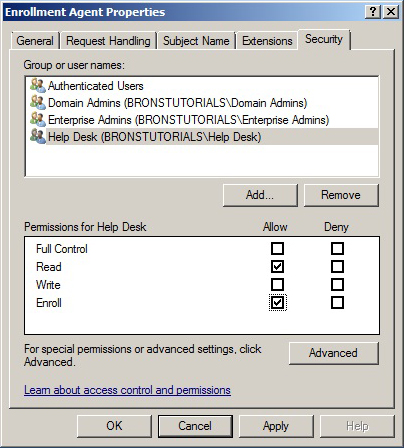 Enrollment Agent Properties
General Request Handling Subject Name Extensions Security
Group or user names:
Authenticated Users
Domain Admins (BRONSTUTORIALS\Domain Admins)
Enterprise Admins (BRONSTUTORIALS\Enterprise Admins)
Help Desk (BRONSTUTORIALS\Help Desk)
Add... Remove
Permissions for Help Desk Allow Deny
Full Control
Read
Write
Enroll
For special permissions or advanced settings, click
Advanced. Advanced
Learn about access control and permissions
OK Cancel Apply Help